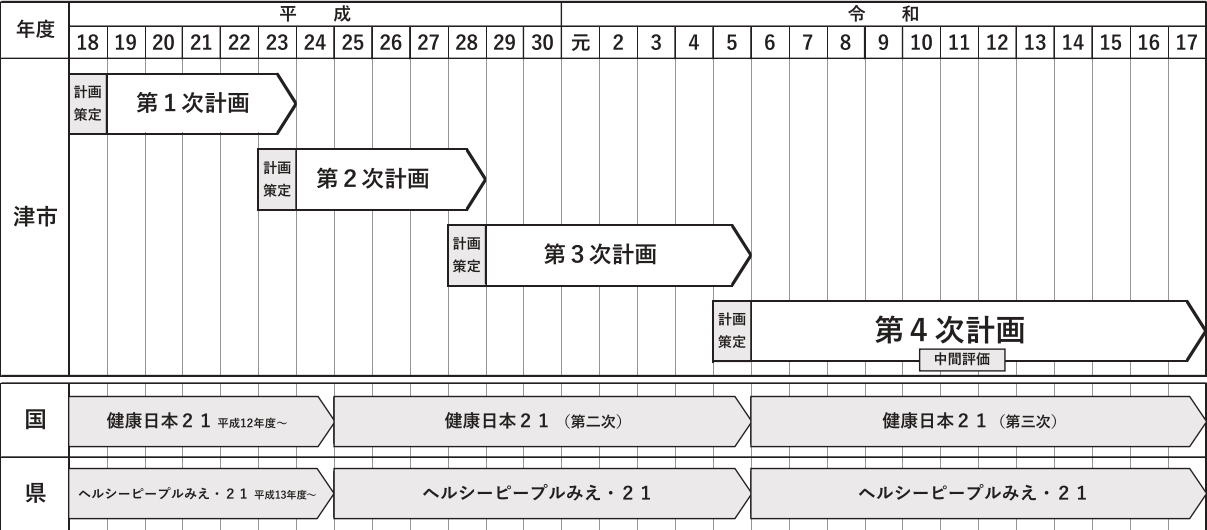 年度
平 成
令 和
18 19 20 21 22 23 24 25 26 27 28 29 30 元 2 3 4 5 6 7 8 9 10 11 12 13 14 15 16 17
津市
計画
策定
第１次計画
計画
策定
第２次計画
計画
策定
第３次計画
計画
策定
第４次計画
中間評価
国
健康日本２１ 平成12年度～
健康日本２１（第二次）
健康日本２１（第三次）
県
ヘルシーピープルみえ・２１ 平成13年度～
ヘルシーピープルみえ・２１
ヘルシーピープルみえ・２１